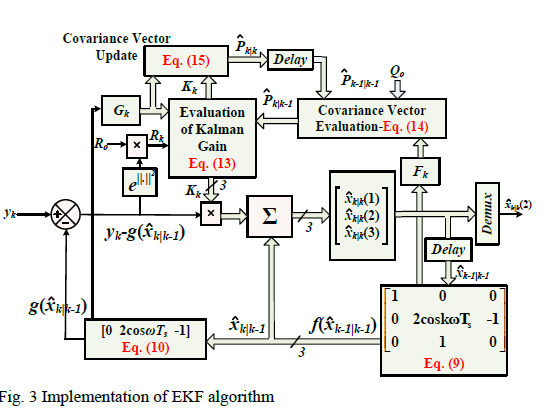 Covariance Vector
Update
Eq. (15)
P̂k|k
Delay
P̂k-1|k-1
Qo
Kk
P̂k|k-1
Gk
Evaluation
of Kalman
Gain
Eq. (13)
Covariance Vector
Evaluation-Eq. (14)
Ro
×
Rk
Fk
e||k||²
Kk
3
yk
×
Σ
3
x̂k|k(1)
x̂k|k(2)
x̂k|k(3)
Demux
x̂k|k(2)
yk-g(x̂k|k-1)
Delay
x̂k-1|k-1
g(x̂k|k-1)
[0 2cosωTs -1]
Eq. (10)
x̂k|k-1
f(x̂k-1|k-1)
3
1 0 0
0 2coskωTs -1
0 1 0
Eq. (9)
Fig. 3 Implementation of EKF algorithm